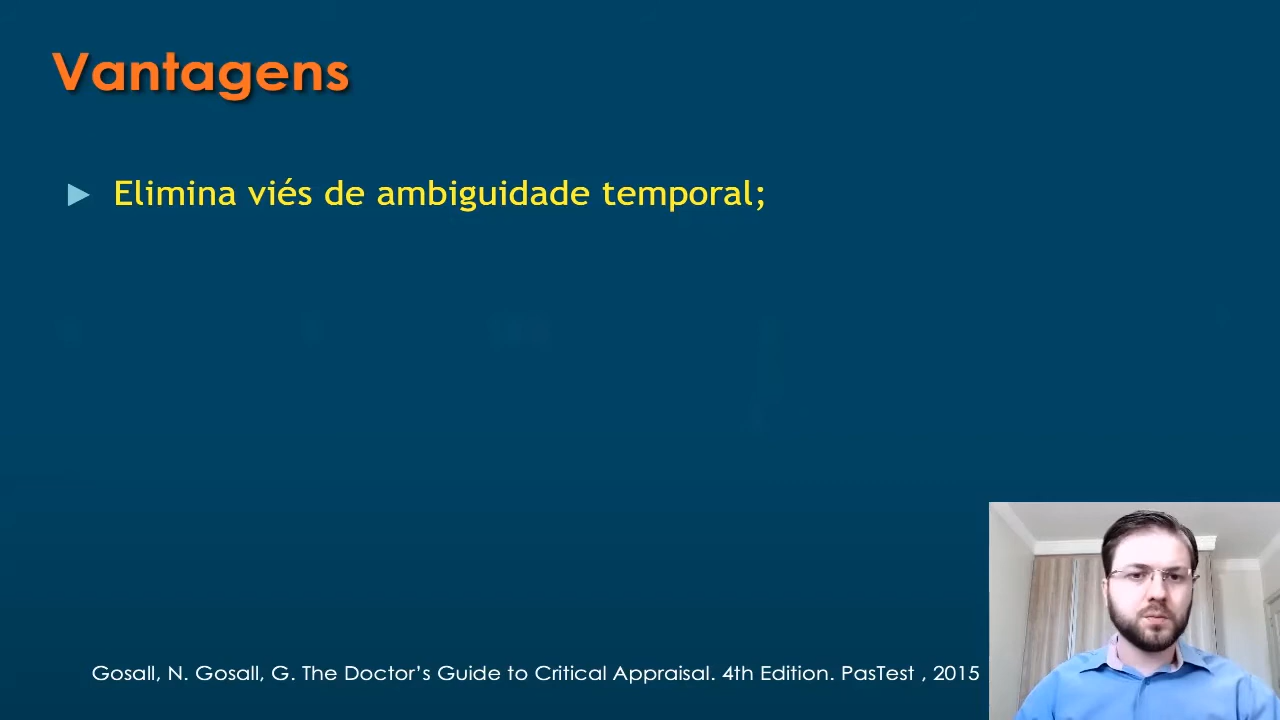 Vantagens
► Elimina viés de ambiguidade temporal;
Gosall, N. Gosall, G. The Doctor’s Guide to Critical Appraisal. 4th Edition. PasTest , 2015